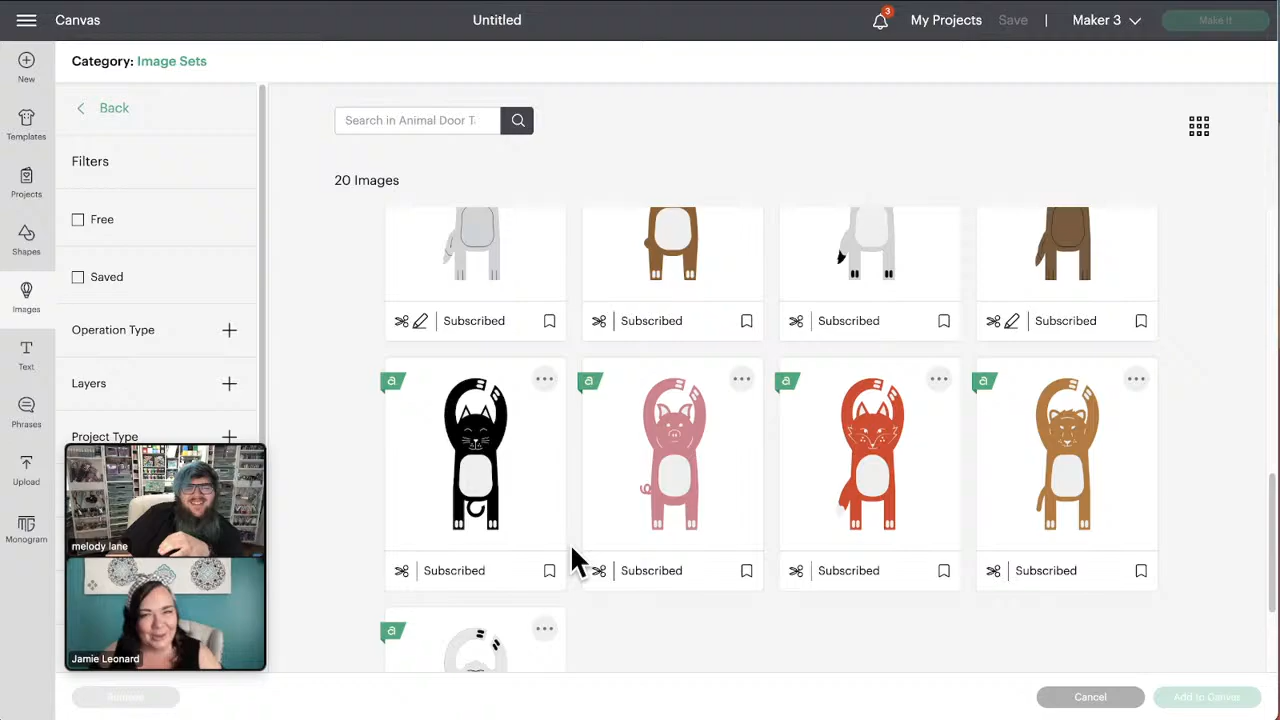 Canvas
Untitled
3
My Projects
Save
Maker 3
Make It
New
Templates
Projects
Shapes
Images
Text
Phrases
Upload
Monogram
Category: Image Sets
Back
Filters
Free
Saved
Operation Type
Layers
Project Type
Search in Animal Door T
20 Images
Subscribed
Subscribed
Subscribed
Subscribed
a
a
a
a
Subscribed
Subscribed
Subscribed
Subscribed
a
melody lane
Jamie Leonard
Cancel
Add to Canvas